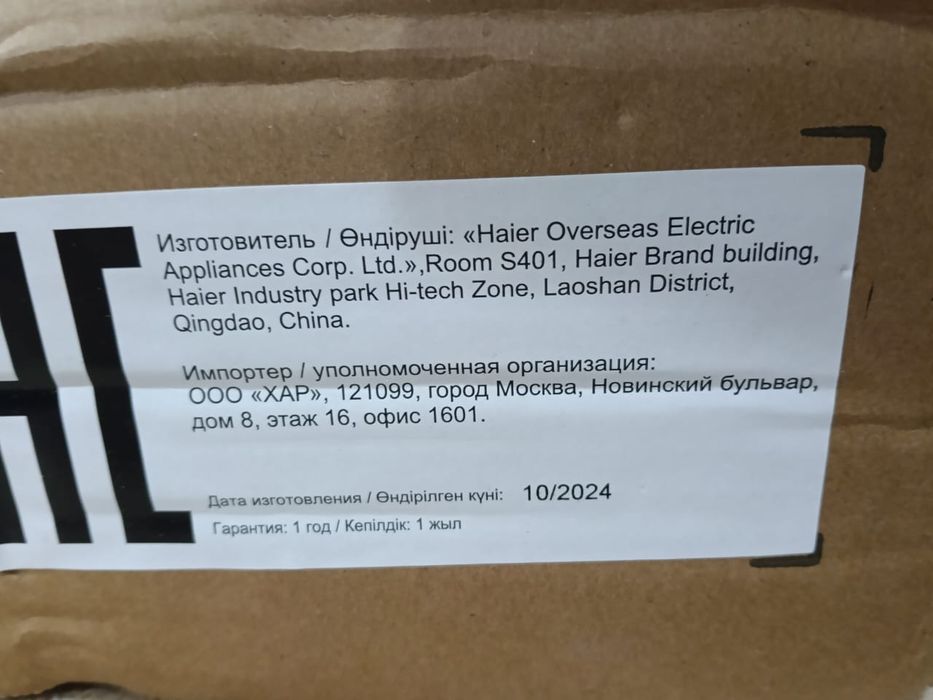 Изготовитель / Өндіруші: «Haier Overseas Electric
Appliances Corp. Ltd.»,Room S401, Haier Brand building,
Haier Industry park Hi-tech Zone, Laoshan District,
Qingdao, China.
Импортер / уполномоченная организация:
ООО «ХАР», 121099, город Москва, Новинский бульвар,
дом 8, этаж 16, офис 1601.
Дата изготовления / Өндірілген күні: 10/2024
Гарантия: 1 год / Кепілдік: 1 жыл